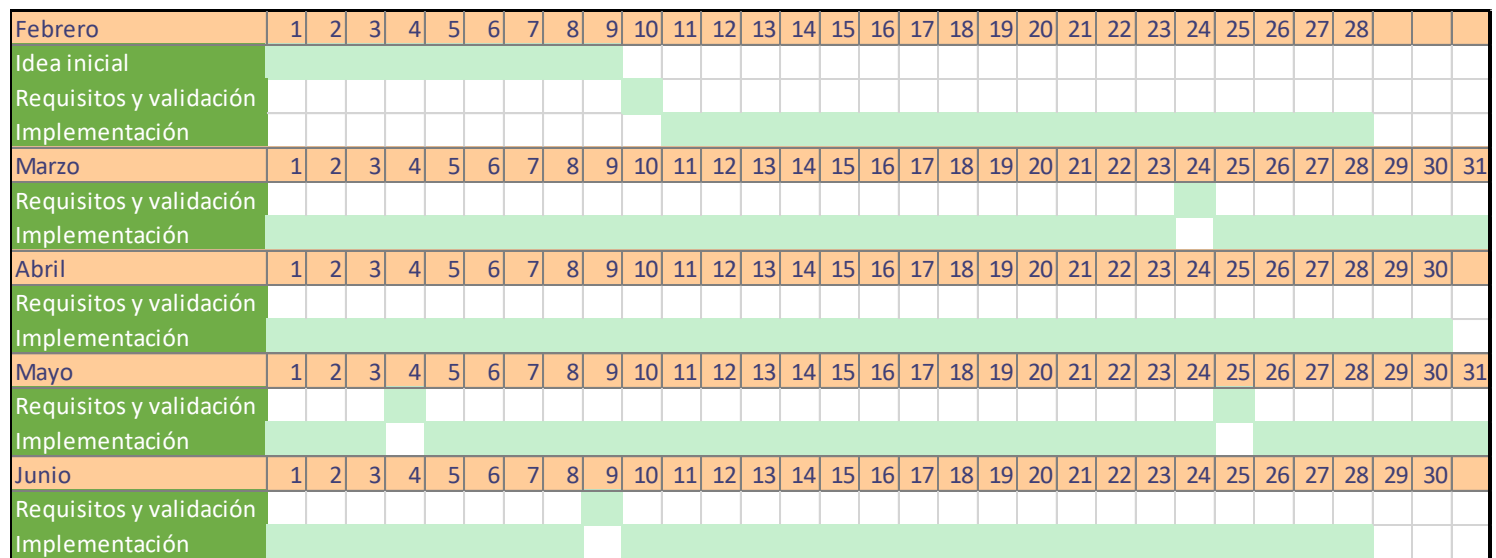 Febrero 1 2 3 4 5 6 7 8 9 10 11 12 13 14 15 16 17 18 19 20 21 22 23 24 25 26 27 28
Idea inicial
Requisitos y validación
Implementación
Marzo 1 2 3 4 5 6 7 8 9 10 11 12 13 14 15 16 17 18 19 20 21 22 23 24 25 26 27 28 29 30 31
Requisitos y validación
Implementación
Abril 1 2 3 4 5 6 7 8 9 10 11 12 13 14 15 16 17 18 19 20 21 22 23 24 25 26 27 28 29 30
Requisitos y validación
Implementación
Mayo 1 2 3 4 5 6 7 8 9 10 11 12 13 14 15 16 17 18 19 20 21 22 23 24 25 26 27 28 29 30 31
Requisitos y validación
Implementación
Junio 1 2 3 4 5 6 7 8 9 10 11 12 13 14 15 16 17 18 19 20 21 22 23 24 25 26 27 28 29 30
Requisitos y validación
Implementación